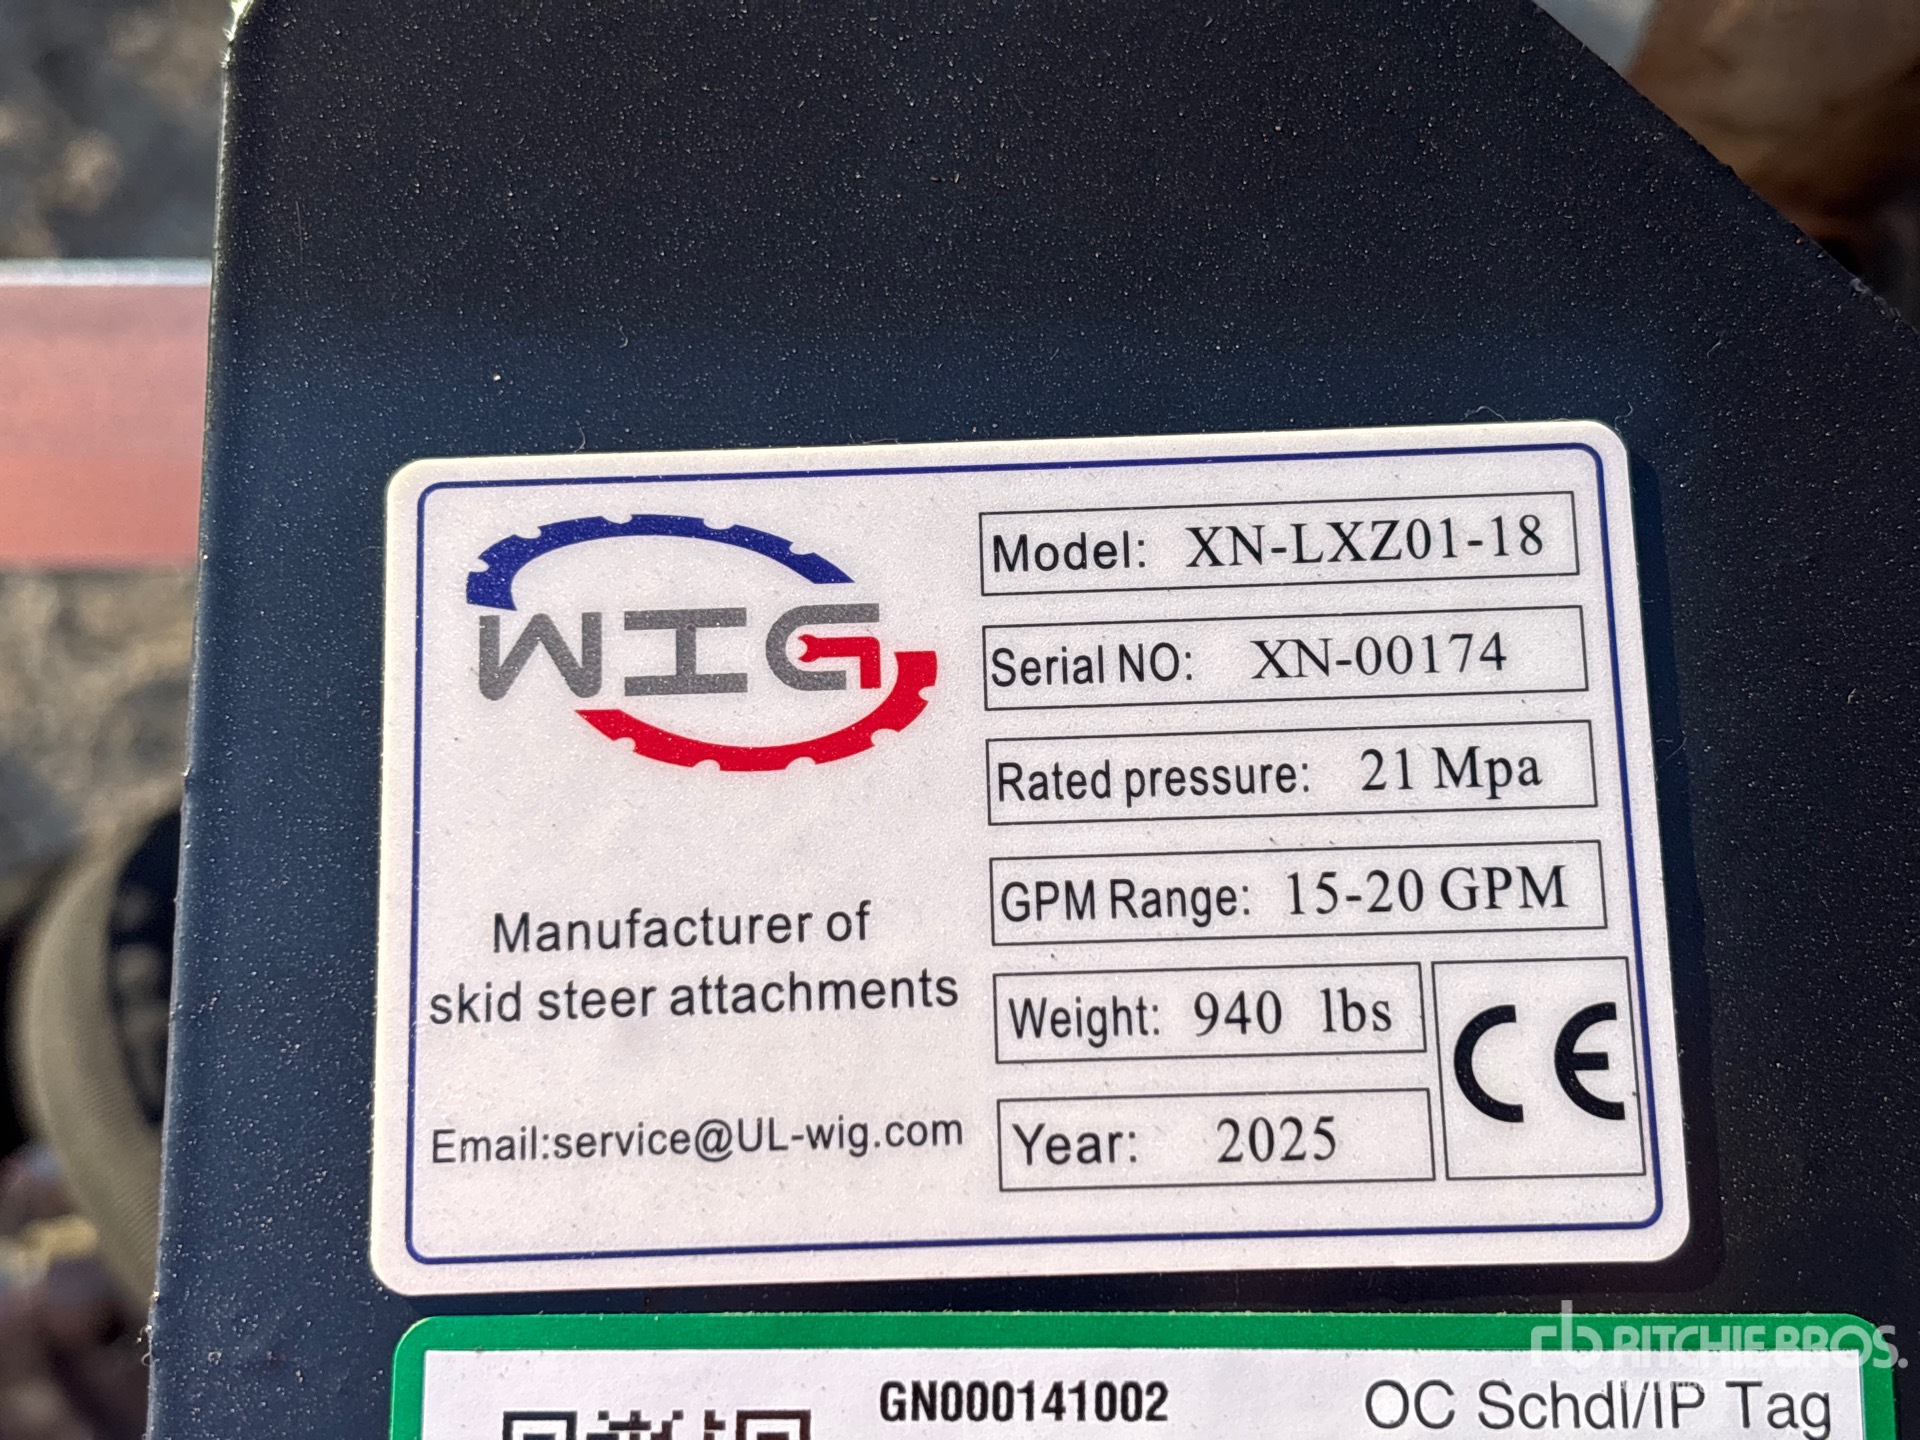 WIG
Model: XN-LXZ01-18
Serial NO: XN-00174
Rated pressure: 21 Mpa
GPM Range: 15-20 GPM
Weight: 940 lbs
Year: 2025
CE
Manufacturer of
skid steer attachments
Email:service@UL-wig.com
GN000141002
OC Schdl/IP Tag
rb RITCHIE BROS.